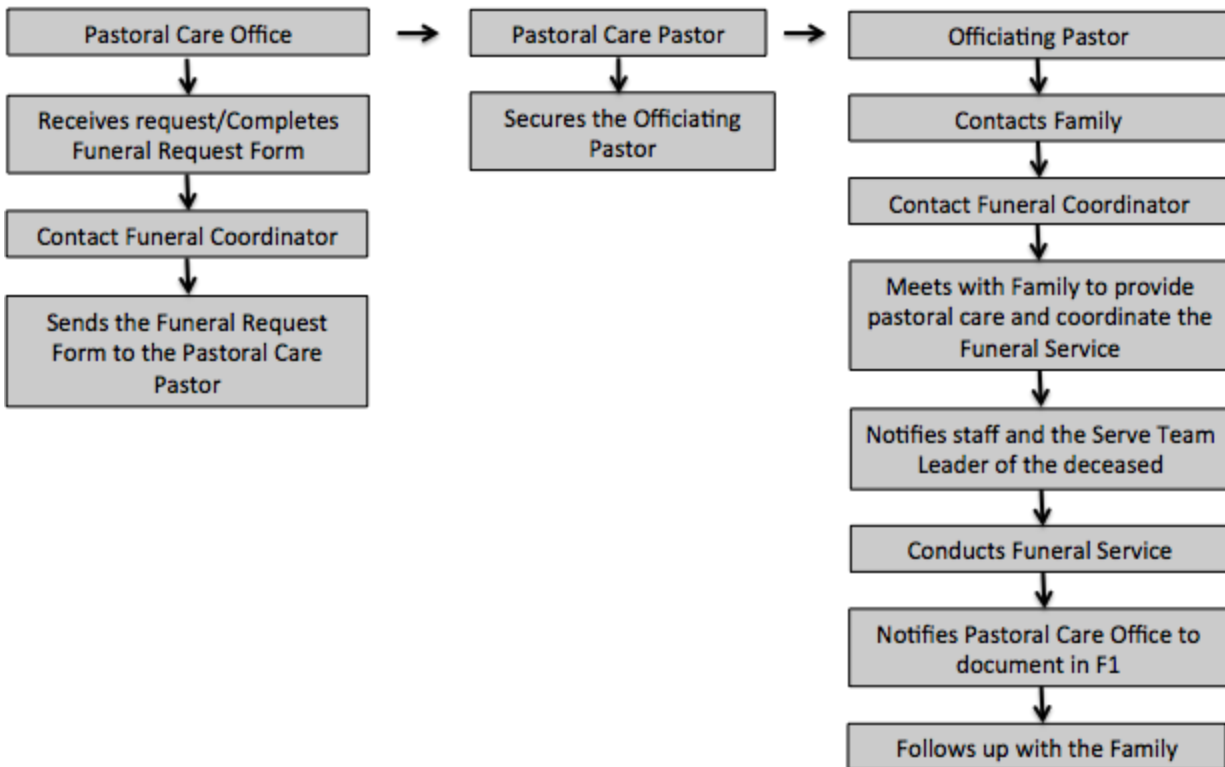 Pastoral Care Office
Receives request/Completes
Funeral Request Form
Contact Funeral Coordinator
Sends the Funeral Request
Form to the Pastoral Care
Pastor
Pastoral Care Pastor
Secures the Officiating
Pastor
Officiating Pastor
Contacts Family
Contact Funeral Coordinator
Meets with Family to provide
pastoral care and coordinate the
Funeral Service
Notifies staff and the Serve Team
Leader of the deceased
Conducts Funeral Service
Notifies Pastoral Care Office to
document in F1
Follows up with the Family